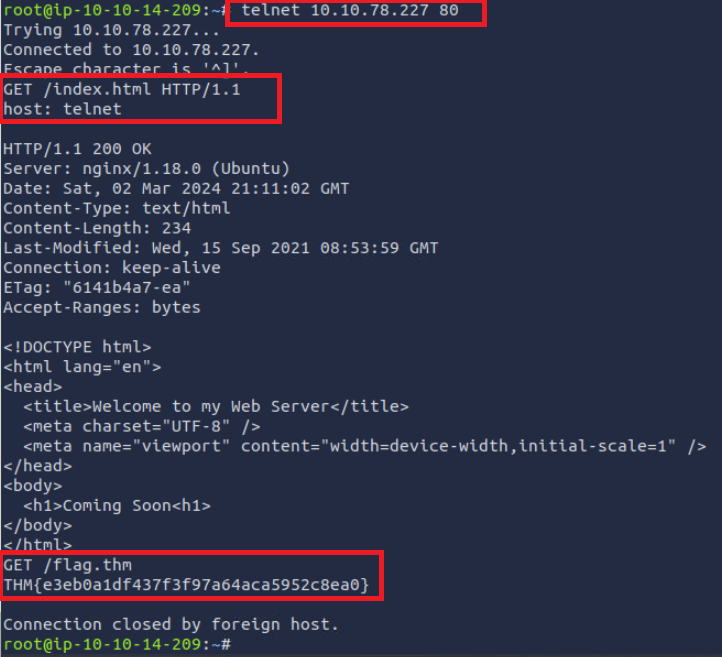 root@ip-10-10-14-209:~# telnet 10.10.78.227 80
Trying 10.10.78.227...
Connected to 10.10.78.227.
Escape character is '^]'.
GET /index.html HTTP/1.1
host: telnet
HTTP/1.1 200 OK
Server: nginx/1.18.0 (Ubuntu)
Date: Sat, 02 Mar 2024 21:11:02 GMT
Content-Type: text/html
Content-Length: 234
Last-Modified: Wed, 15 Sep 2021 08:53:59 GMT
Connection: keep-alive
ETag: "6141b4a7-ea"
Accept-Ranges: bytes
<!DOCTYPE html>
<html lang="en">
<head>
  <title>Welcome to my Web Server</title>
  <meta charset="UTF-8" />
  <meta name="viewport" content="width=device-width,initial-scale=1" />
</head>
<body>
  <h1>Coming Soon<h1>
</body>
</html>
GET /flag.thm
THM{e3eb0a1df437f3f97a64aca5952c8ea0}
Connection closed by foreign host.
root@ip-10-10-14-209:~#